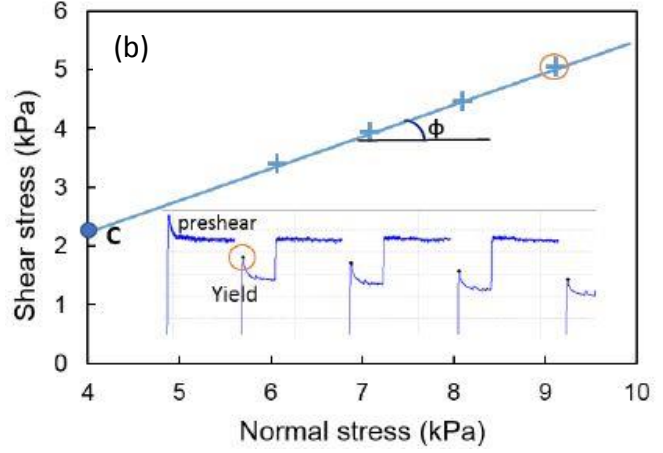 (b)
6
5
4
3
2
1
0
Shear stress (kPa)
ϕ
C
preshear
Yield
4 5 6 7 8 9 10
Normal stress (kPa)